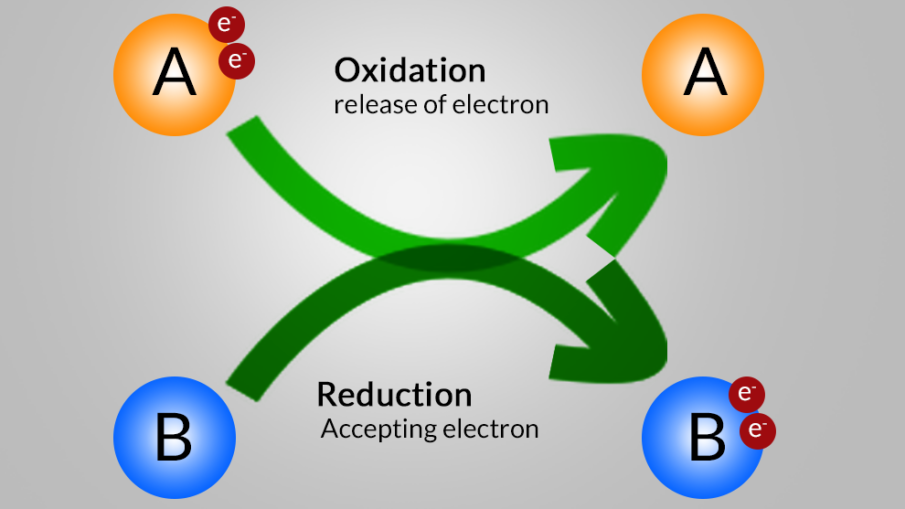 e-
e-
A
Oxidation
release of electron
A
Reduction
Accepting electron
B
e-
e-
B